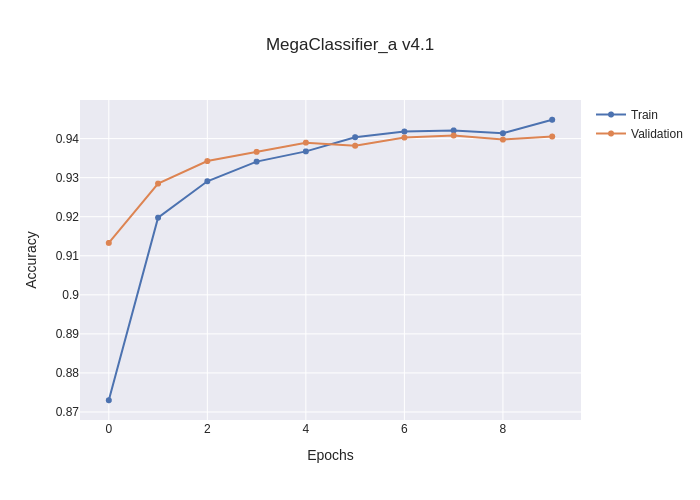 MegaClassifier_a v4.1
Train
Validation
0.94
0.93
0.92
0.91
0.9
0.89
0.88
0.87
Accuracy
0 2 4 6 8
Epochs